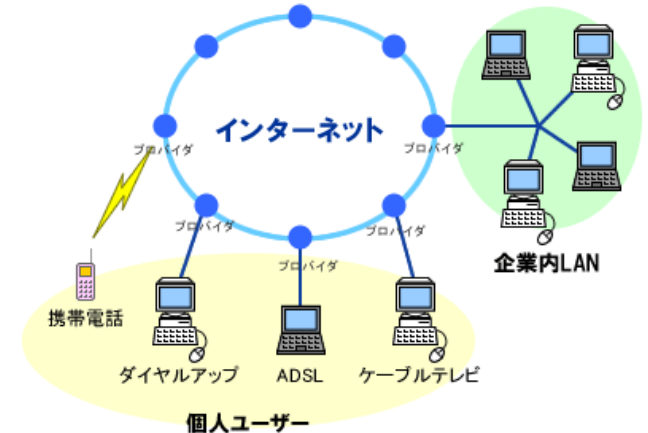 インターネット
プロバイダ
プロバイダ
プロバイダ
プロバイダ
プロバイダ
企業内LAN
携帯電話
ダイヤルアップ
ADSL
ケーブルテレビ
個人ユーザー